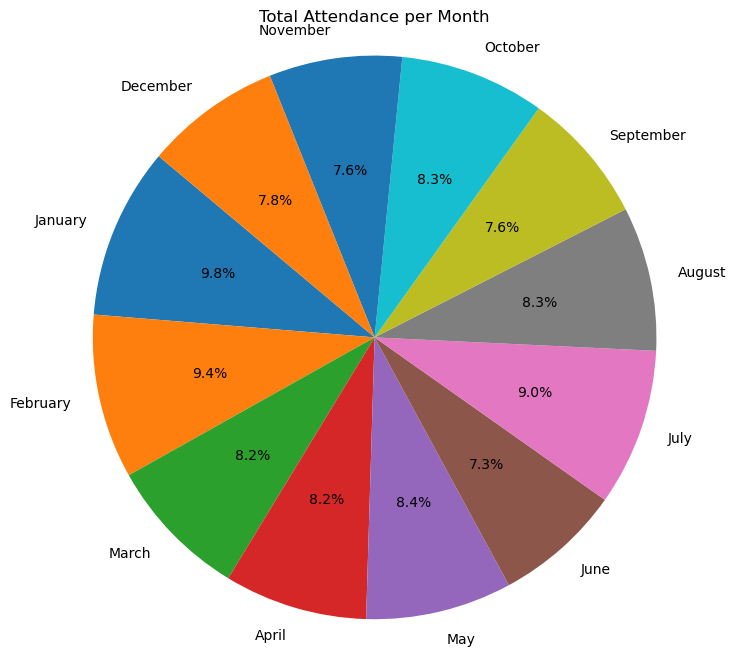 Total Attendance per Month
November
October
December
September
7.6%
8.3%
7.8%
7.6%
January
August
9.8%
8.3%
February
9.4%
9.0%
July
8.2%
7.3%
8.2%
8.4%
March
June
April
May